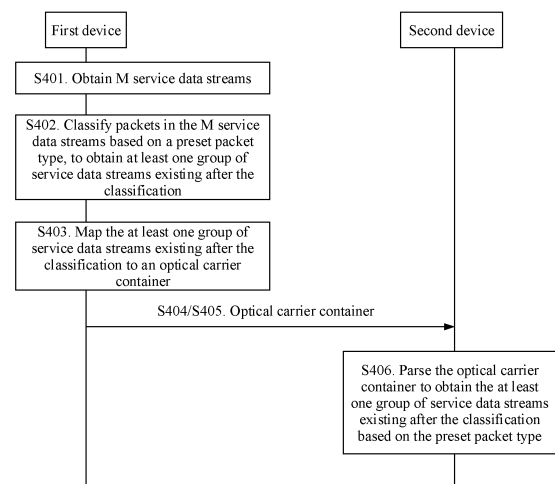 First device
Second device
S401. Obtain M service data streams
S402. Classify packets in the M service
data streams based on a preset packet
type, to obtain at least one group of
service data streams existing after the
classification
S403. Map the at least one group of
service data streams existing after the
classification to an optical carrier
container
S404/S405. Optical carrier container
S406. Parse the optical carrier
container to obtain the at least
one group of service data streams
existing after the classification
based on the preset packet type